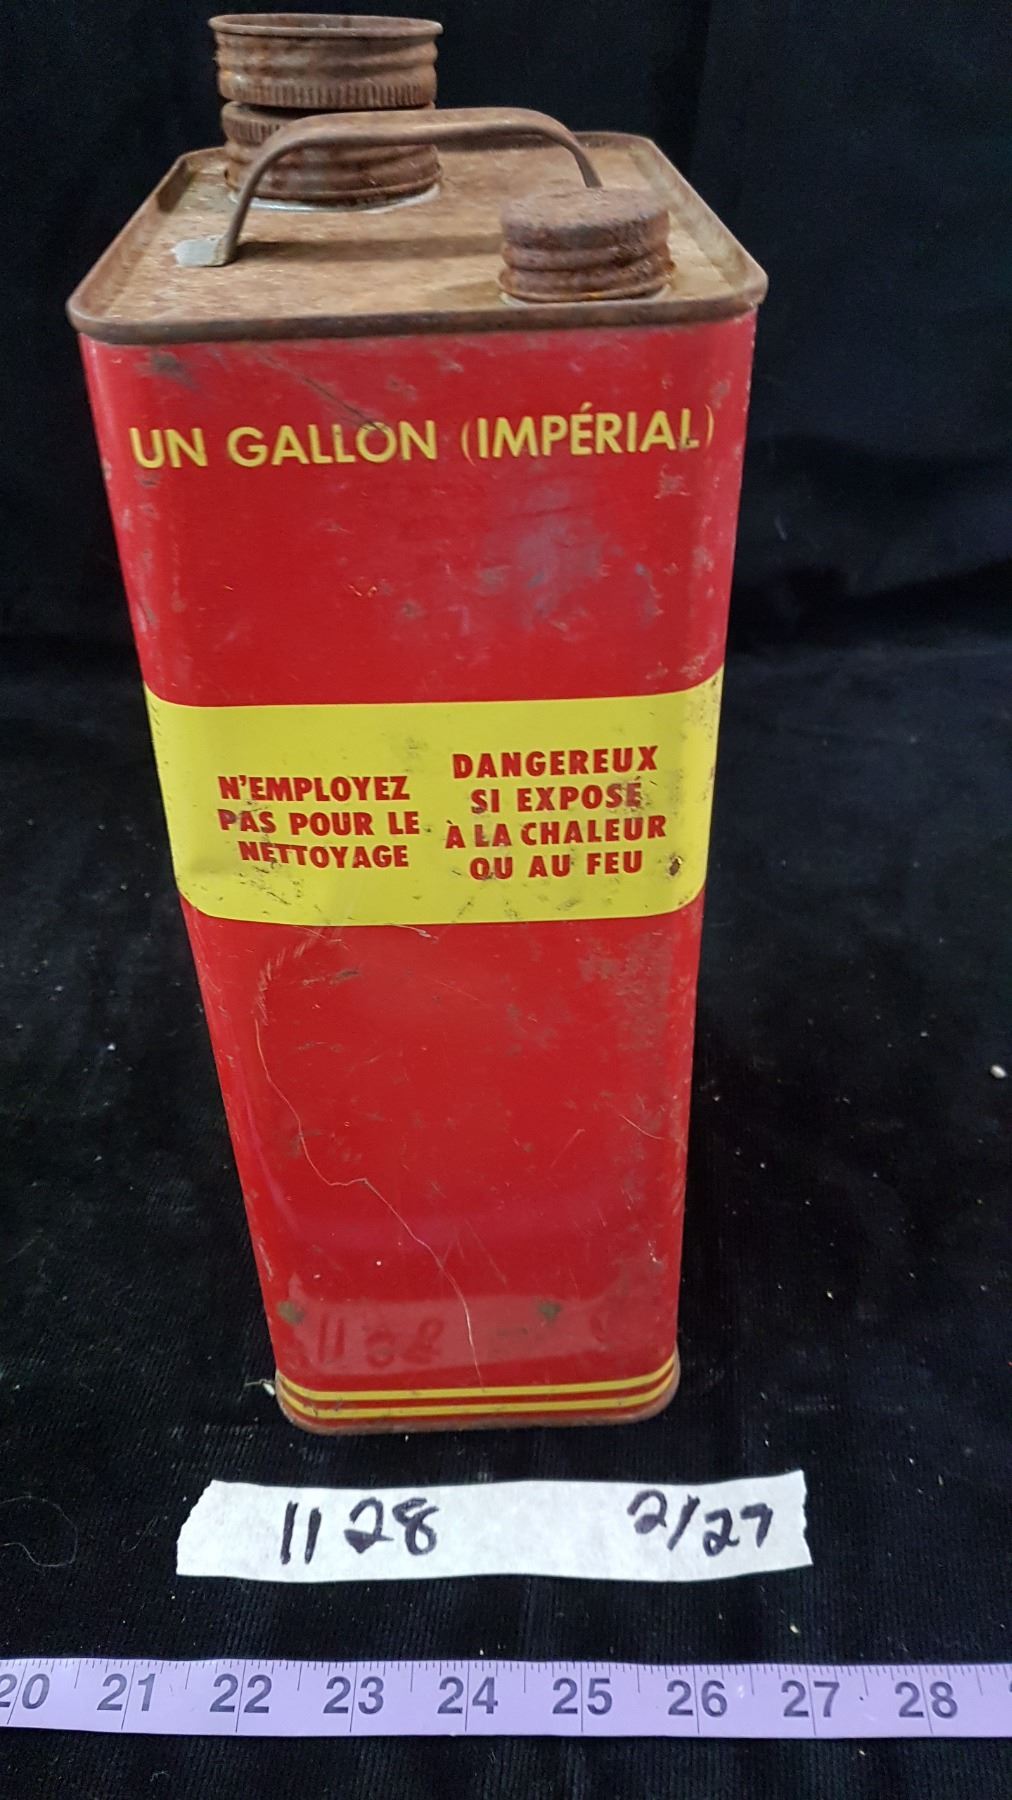 UN GALLON (IMPÉRIAL)
N'EMPLOYEZ
PAS POUR LE
NETTOYAGE
DANGEREUX
SI EXPOSÉ
À LA CHALEUR
OU AU FEU
1128
1128 2/27
20 21 22 23 24 25 26 27 28